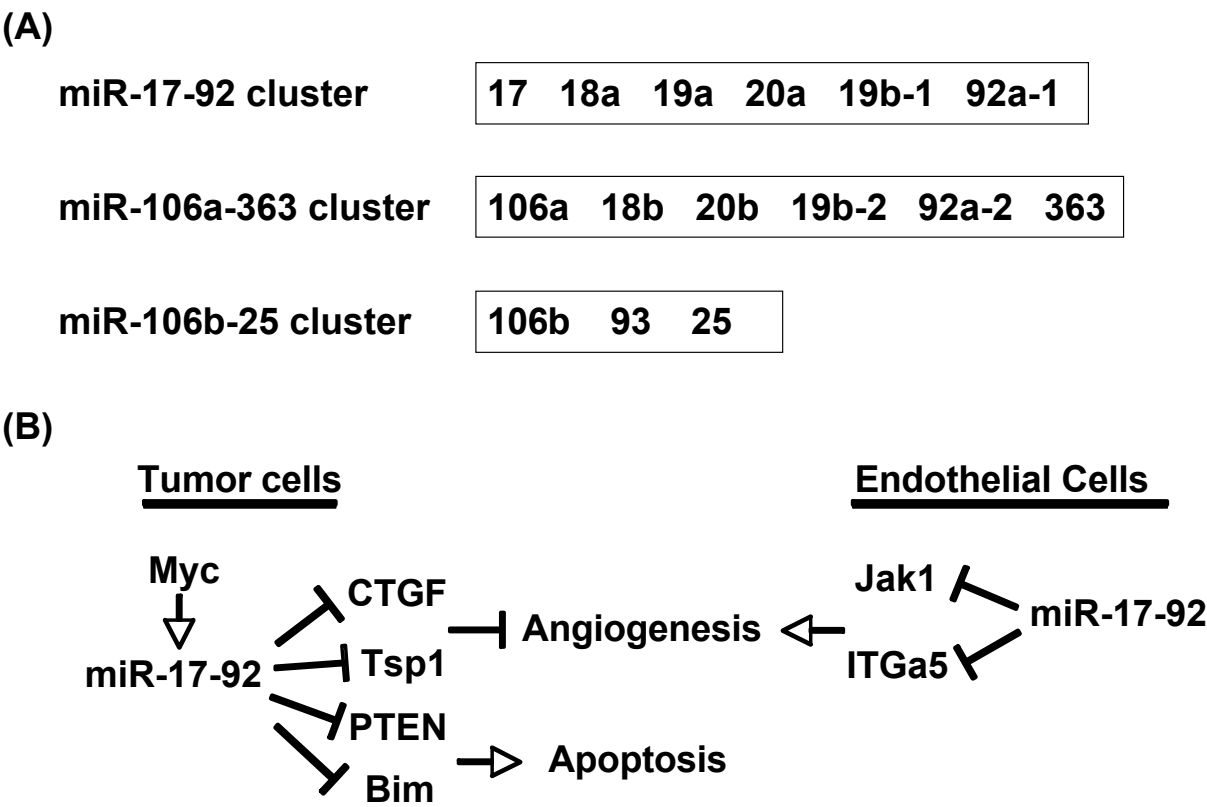 (A)
miR-17-92 cluster 17 18a 19a 20a 19b-1 92a-1
miR-106a-363 cluster 106a 18b 20b 19b-2 92a-2 363
miR-106b-25 cluster 106b 93 25
(B)
Tumor cells
Endothelial Cells
Myc
miR-17-92
CTGF
Tsp1
PTEN
Bim
Angiogenesis
Apoptosis
Jak1
ITGa5
miR-17-92